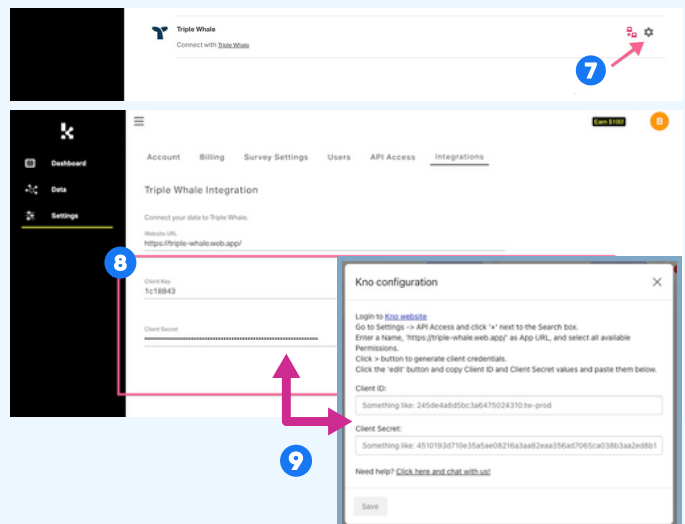 Triple Whale
Connect with Triple Whale
7
Earn $100!
B
Dashboard
Data
Settings
Account Billing Survey Settings Users API Access Integrations
Triple Whale Integration
Connect your data to Triple Whale.
Website URL
https://triple-whale.web.app/
8
Client Key
1c18843
Client Secret
9
Kno configuration
Login to Kno website
Go to Settings -> API Access and click '+' next to the Search box.
Enter a Name, 'https://triple-whale.web.app/' as App URL, and select all available
Permissions.
Click > button to generate client credentials.
Click the 'edit' button and copy Client ID and Client Secret values and paste them below.
Client ID:
Something like: 245de4a8d5bc3a6475024310.tw-prod
Client Secret:
Something like: 4510193d710e35a5ae08216a3aa82eaa356ad7065ca038b3aa2ed8b1
Need help? Click here and chat with us!
Save